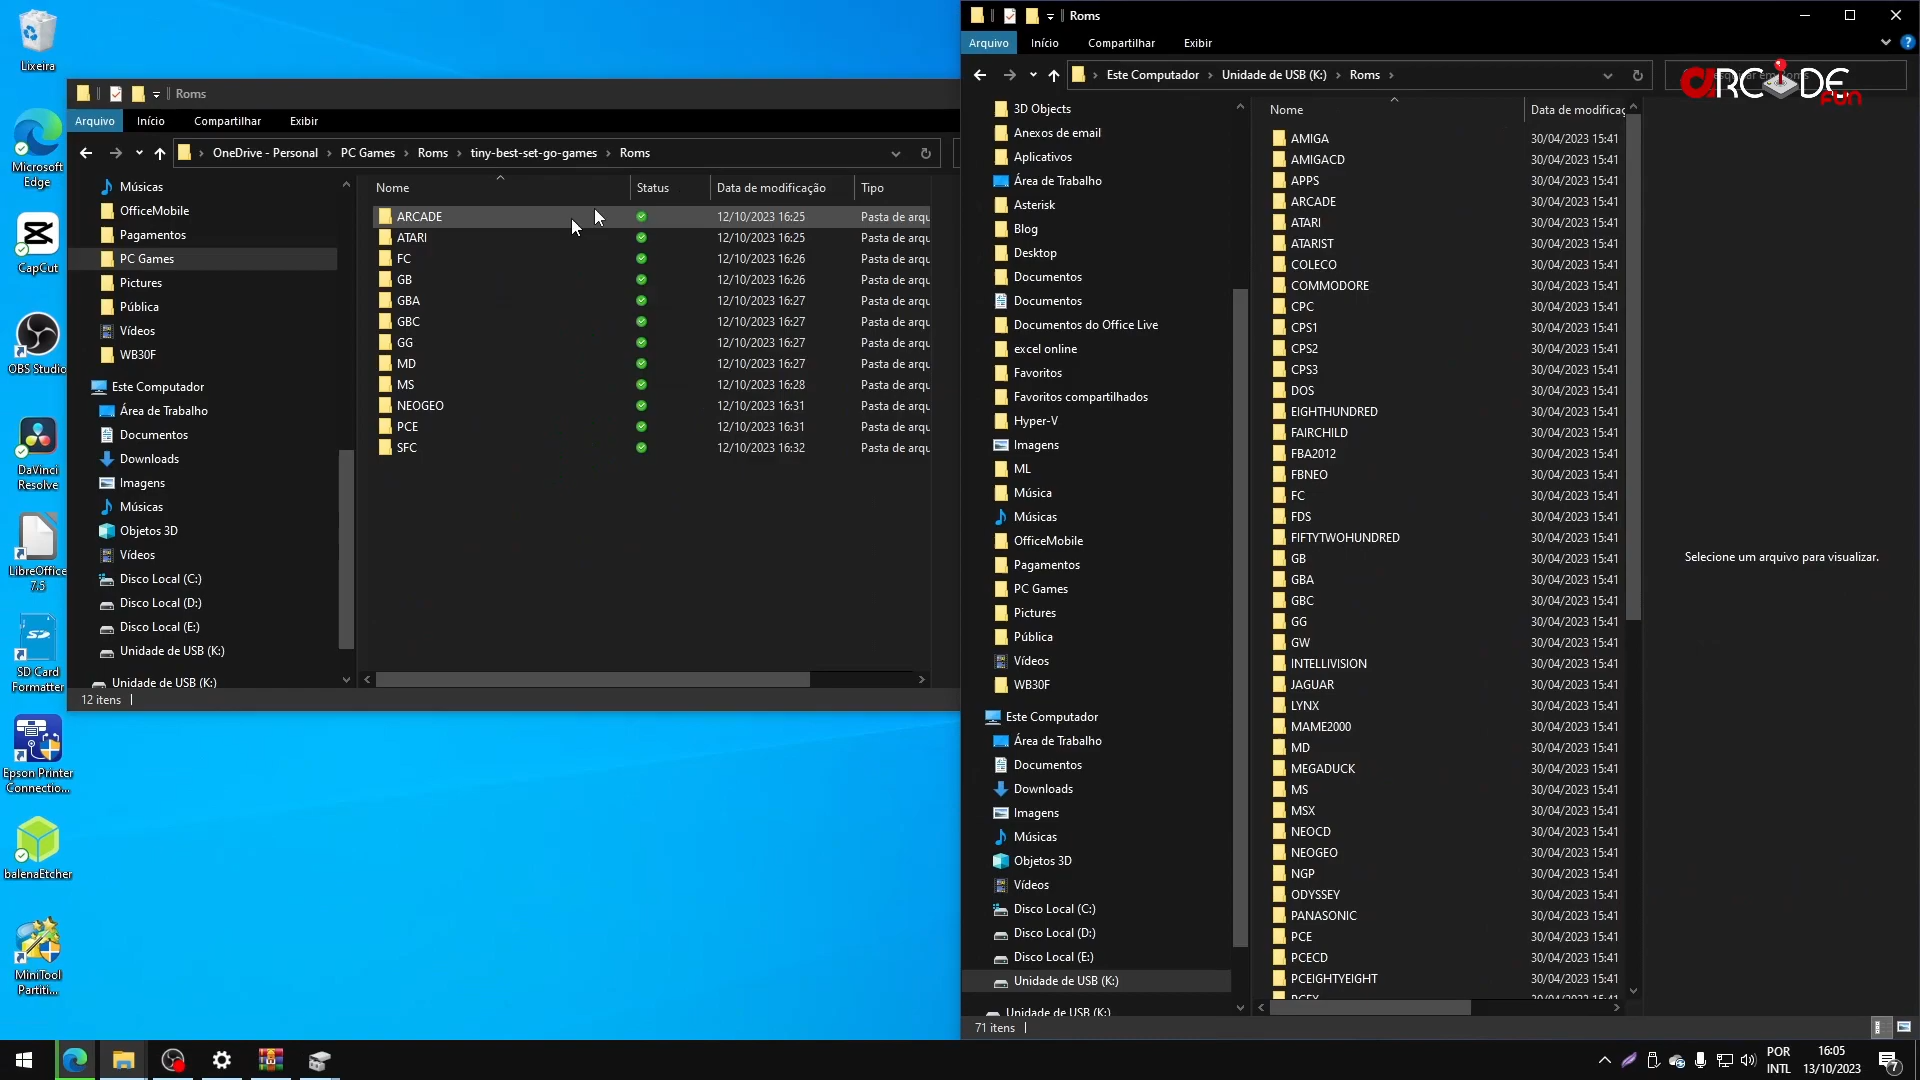 Lixeira
Microsoft
Edge
CapCut
OBS Studio
DaVinci
Resolve
LibreOffice
7.5
SD Card
Formatter
Epson Printer
Connectio...
balenaEtcher
MiniTool
Partiti...
Roms
Arquivo
Início
Compartilhar
Exibir
OneDrive - Personal
PC Games
Roms
tiny-best-set-go-games
Roms
Músicas
OfficeMobile
Pagamentos
PC Games
Pictures
Pública
Vídeos
WB30F
Este Computador
Área de Trabalho
Documentos
Downloads
Imagens
Músicas
Objetos 3D
Vídeos
Disco Local (C:)
Disco Local (D:)
Disco Local (E:)
Unidade de USB (K:)
Unidade de USB (K:)
Nome Status Data de modificação Tipo
ARCADE 12/10/2023 16:25 Pasta de arqu
ATARI 12/10/2023 16:25 Pasta de arqu
FC 12/10/2023 16:26 Pasta de arqu
GB 12/10/2023 16:26 Pasta de arqu
GBA 12/10/2023 16:27 Pasta de arqu
GBC 12/10/2023 16:27 Pasta de arqu
GG 12/10/2023 16:27 Pasta de arqu
MD 12/10/2023 16:27 Pasta de arqu
MS 12/10/2023 16:28 Pasta de arqu
NEOGEO 12/10/2023 16:31 Pasta de arqu
PCE 12/10/2023 16:31 Pasta de arqu
SFC 12/10/2023 16:32 Pasta de arqu
12 itens
Roms
Arquivo
Início
Compartilhar
Exibir
Este Computador
Unidade de USB (K:)
Roms
ARCADE
FUN
3D Objects
Anexos de email
Aplicativos
Área de Trabalho
Asterisk
Blog
Desktop
Documentos
Documentos
Documentos do Office Live
excel online
Favoritos
Favoritos compartilhados
Hyper-V
Imagens
ML
Música
Músicas
OfficeMobile
Pagamentos
PC Games
Pictures
Pública
Vídeos
WB30F
Este Computador
Área de Trabalho
Documentos
Downloads
Imagens
Músicas
Objetos 3D
Vídeos
Disco Local (C:)
Disco Local (D:)
Disco Local (E:)
Unidade de USB (K:)
Unidade de USB (K:)
Nome Data de modificaç
AMIGA 30/04/2023 15:41
AMIGACD 30/04/2023 15:41
APPS 30/04/2023 15:41
ARCADE 30/04/2023 15:41
ATARI 30/04/2023 15:41
ATARIST 30/04/2023 15:41
COLECO 30/04/2023 15:41
COMMODORE 30/04/2023 15:41
CPC 30/04/2023 15:41
CPS1 30/04/2023 15:41
CPS2 30/04/2023 15:41
CPS3 30/04/2023 15:41
DOS 30/04/2023 15:41
EIGHTHUNDRED 30/04/2023 15:41
FAIRCHILD 30/04/2023 15:41
FBA2012 30/04/2023 15:41
FBNEO 30/04/2023 15:41
FC 30/04/2023 15:41
FDS 30/04/2023 15:41
FIFTYTWOHUNDRED 30/04/2023 15:41
GB 30/04/2023 15:41
GBA 30/04/2023 15:41
GBC 30/04/2023 15:41
GG 30/04/2023 15:41
GW 30/04/2023 15:41
INTELLIVISION 30/04/2023 15:41
JAGUAR 30/04/2023 15:41
LYNX 30/04/2023 15:41
MAME2000 30/04/2023 15:41
MD 30/04/2023 15:41
MEGADUCK 30/04/2023 15:41
MS 30/04/2023 15:41
MSX 30/04/2023 15:41
NEOCD 30/04/2023 15:41
NEOGEO 30/04/2023 15:41
NGP 30/04/2023 15:41
ODYSSEY 30/04/2023 15:41
PANASONIC 30/04/2023 15:41
PCE 30/04/2023 15:41
PCECD 30/04/2023 15:41
PCEIGHTYEIGHT 30/04/2023 15:41
Selecione um arquivo para visualizar.
71 itens
POR
INTL
16:05
13/10/2023
7